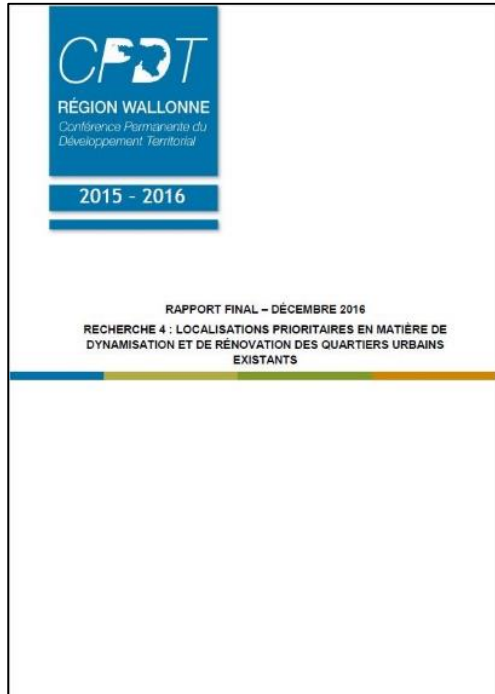 CPDT
RÉGION WALLONNE
Conférence Permanente du
Développement Territorial
2015 - 2016
RAPPORT FINAL – DÉCEMBRE 2016
RECHERCHE 4 : LOCALISATIONS PRIORITAIRES EN MATIÈRE DE
DYNAMISATION ET DE RÉNOVATION DES QUARTIERS URBAINS
EXISTANTS